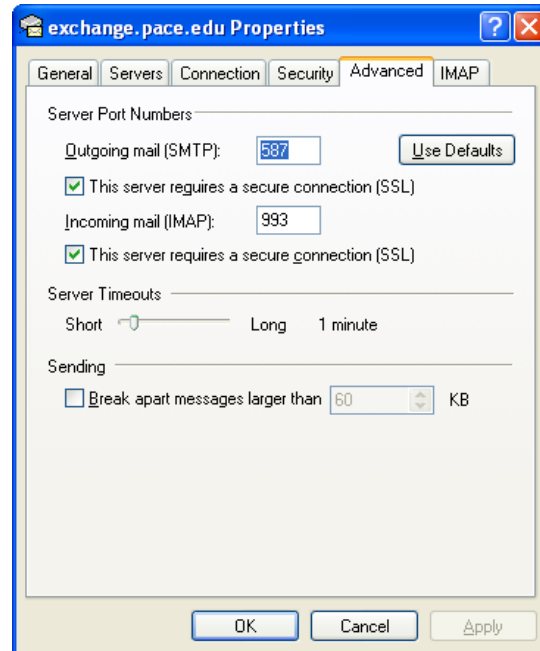 exchange.pace.edu Properties
General Servers Connection Security Advanced IMAP
Server Port Numbers
Outgoing mail (SMTP): 587 Use Defaults
This server requires a secure connection (SSL)
Incoming mail (IMAP): 993
This server requires a secure connection (SSL)
Server Timeouts
Short Long 1 minute
Sending
Break apart messages larger than 60 KB
OK Cancel Apply